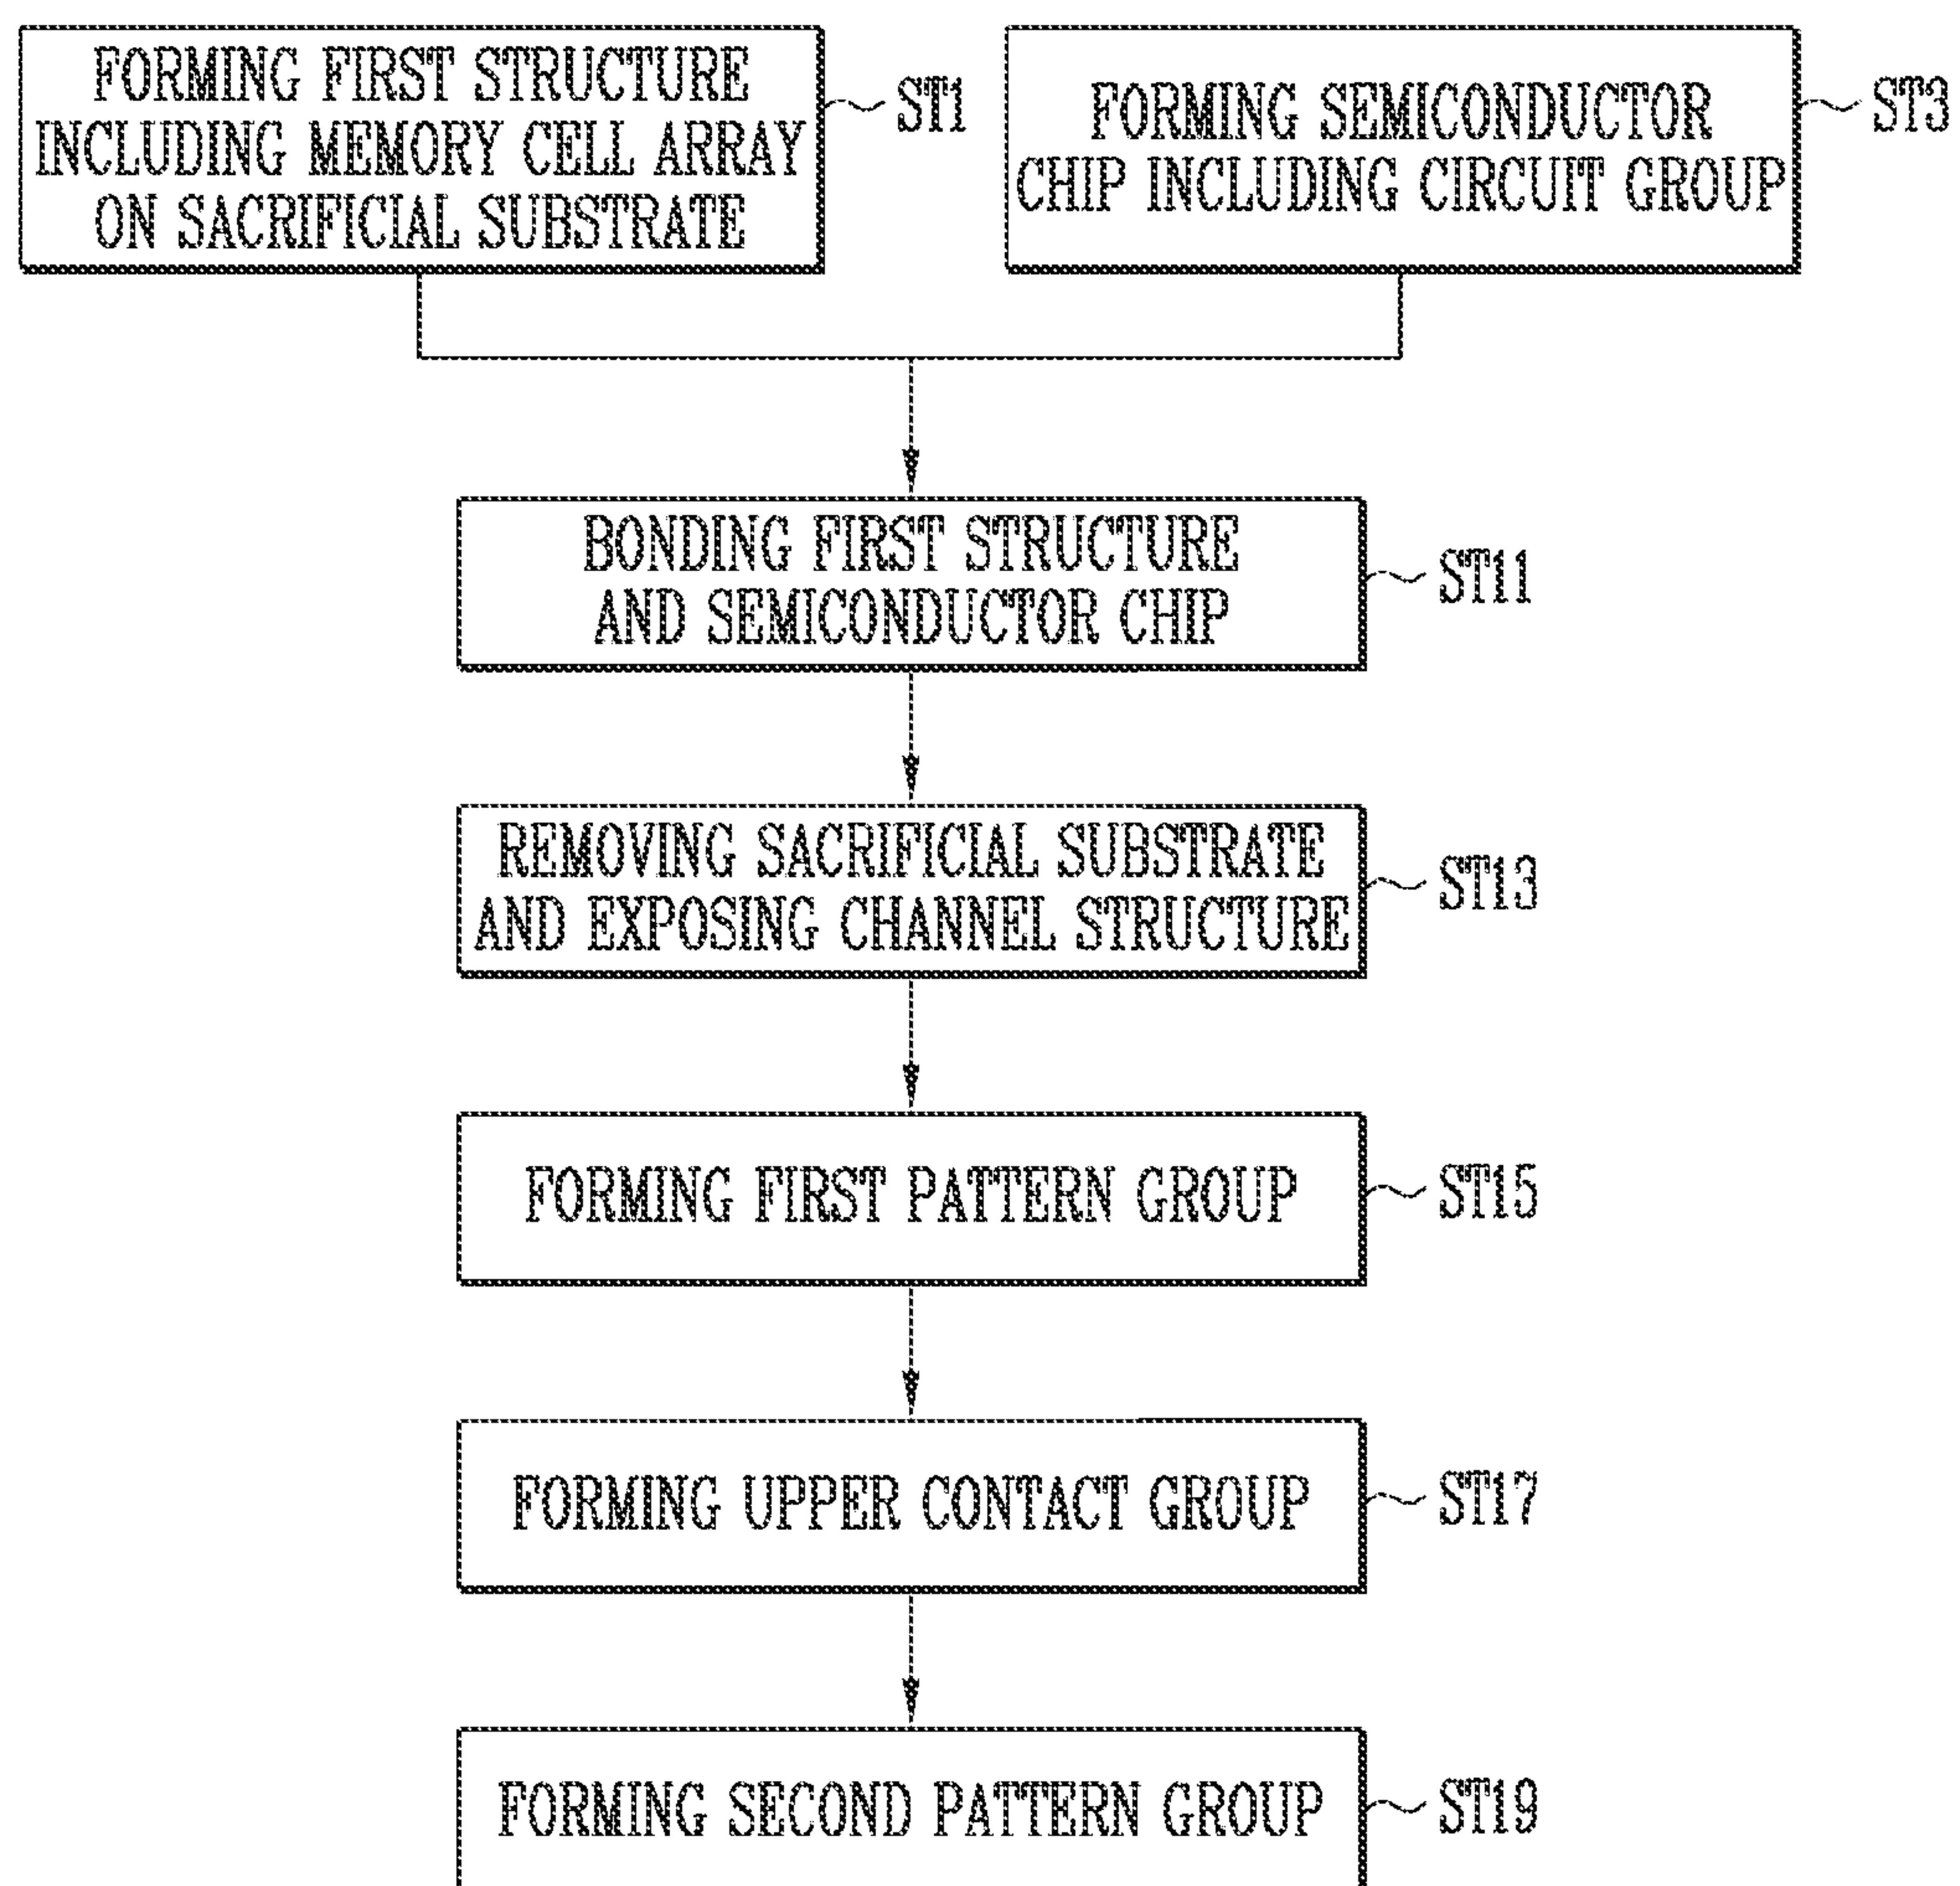 FORMING FIRST STRUCTURE
INCLUDING MEMORY CELL ARRAY
ON SACRIFICIAL SUBSTRATE
ST1
FORMING SEMICONDUCTOR
CHIP INCLUDING CIRCUIT GROUP
ST3
BONDING FIRST STRUCTURE
AND SEMICONDUCTOR CHIP
ST11
REMOVING SACRIFICIAL SUBSTRATE
AND EXPOSING CHANNEL STRUCTURE
ST13
FORMING FIRST PATTERN GROUP
ST15
FORMING UPPER CONTACT GROUP
ST17
FORMING SECOND PATTERN GROUP
ST19